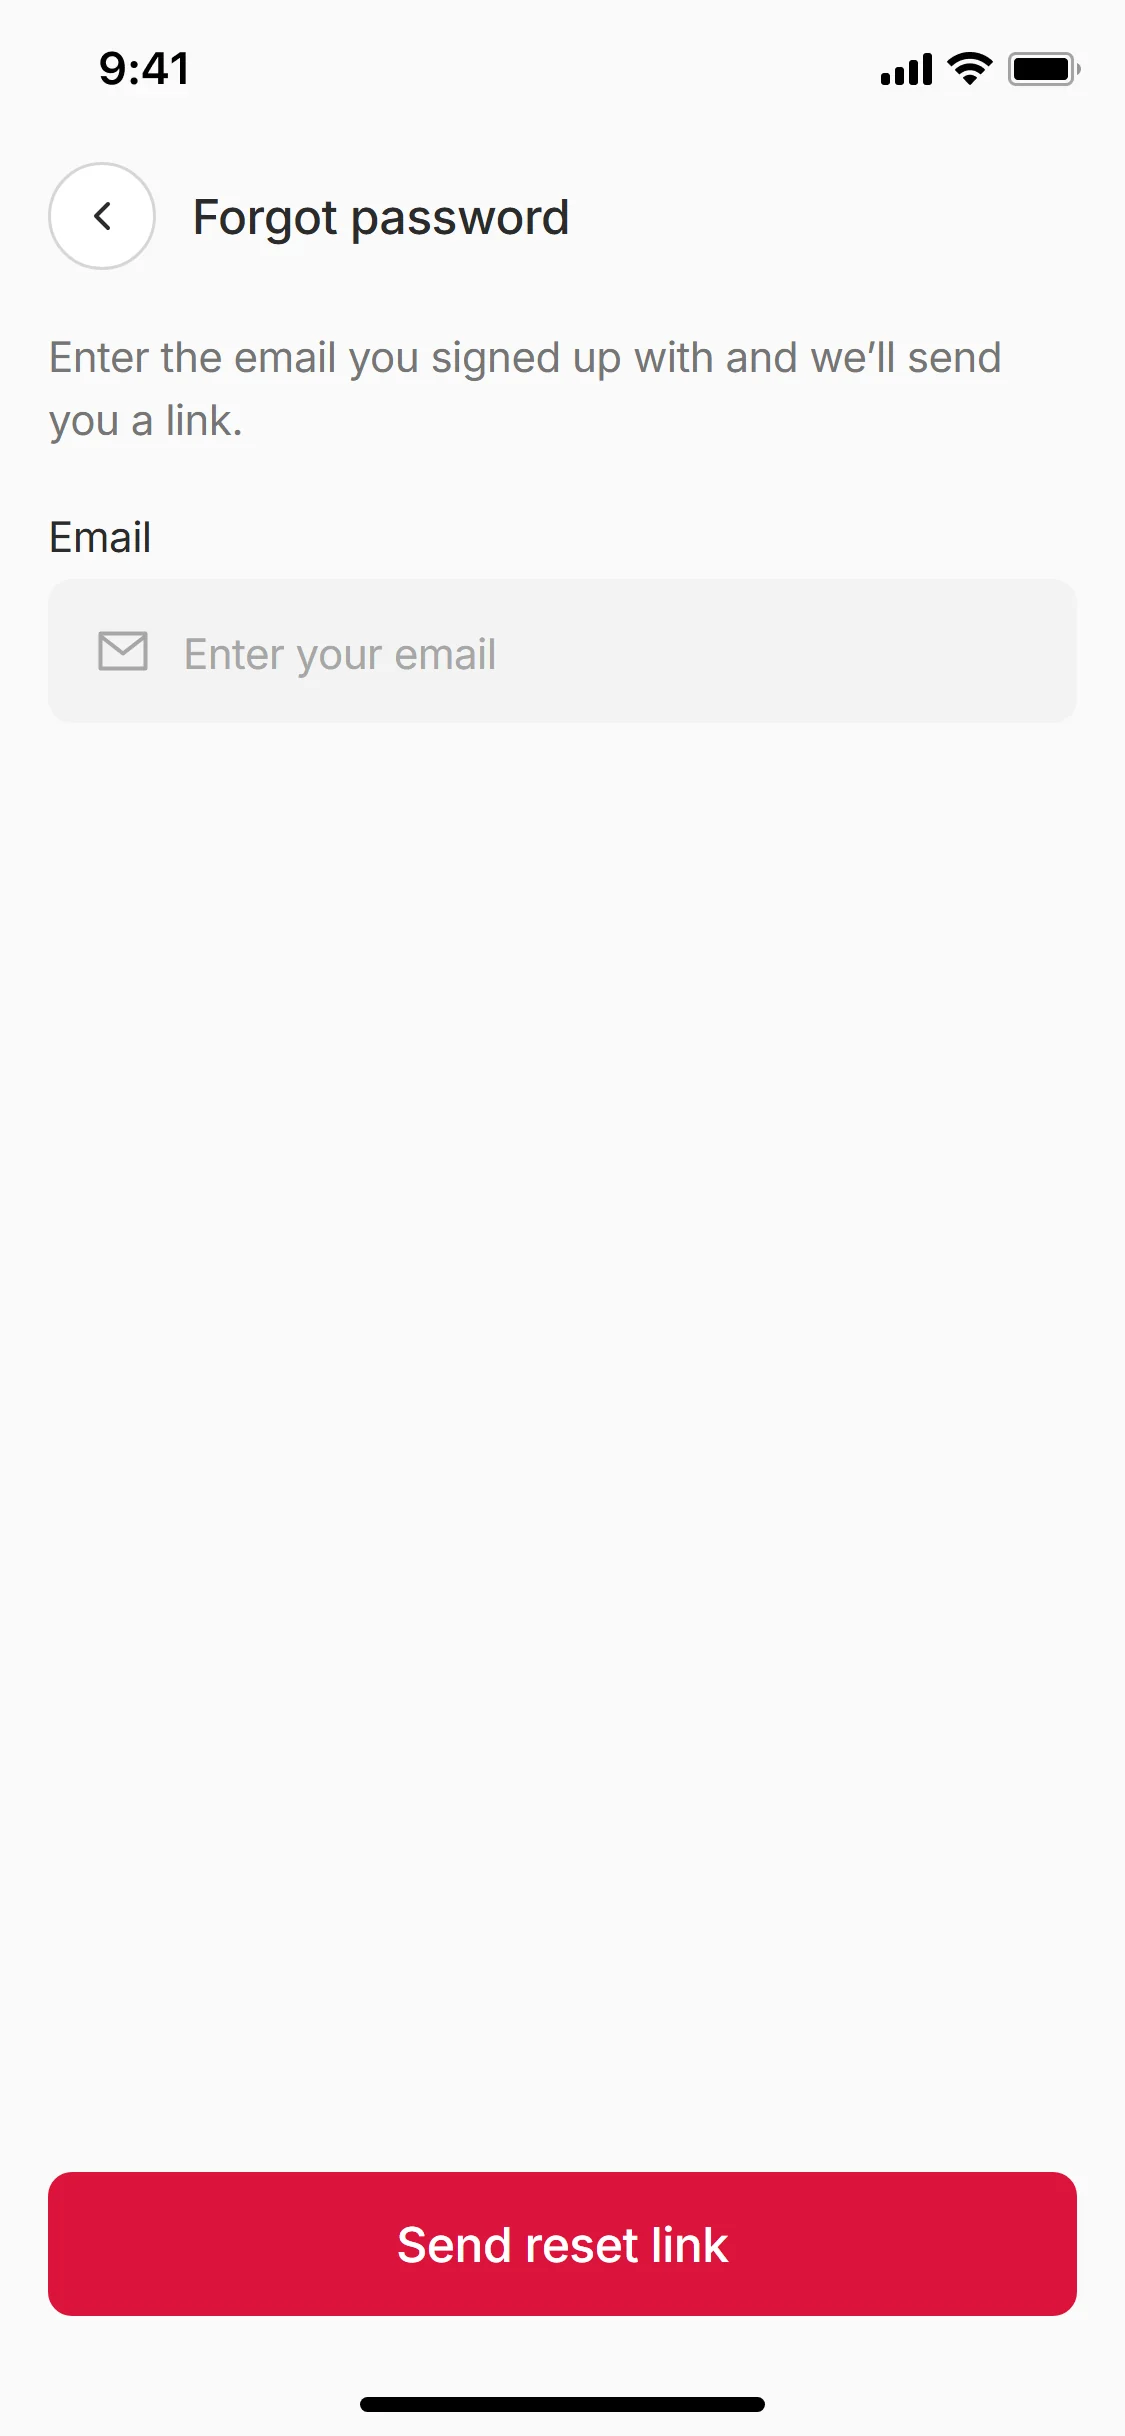 9:41
Forgot password
Enter the email you signed up with and we’ll send
you a link.
Email
Enter your email
Send reset link